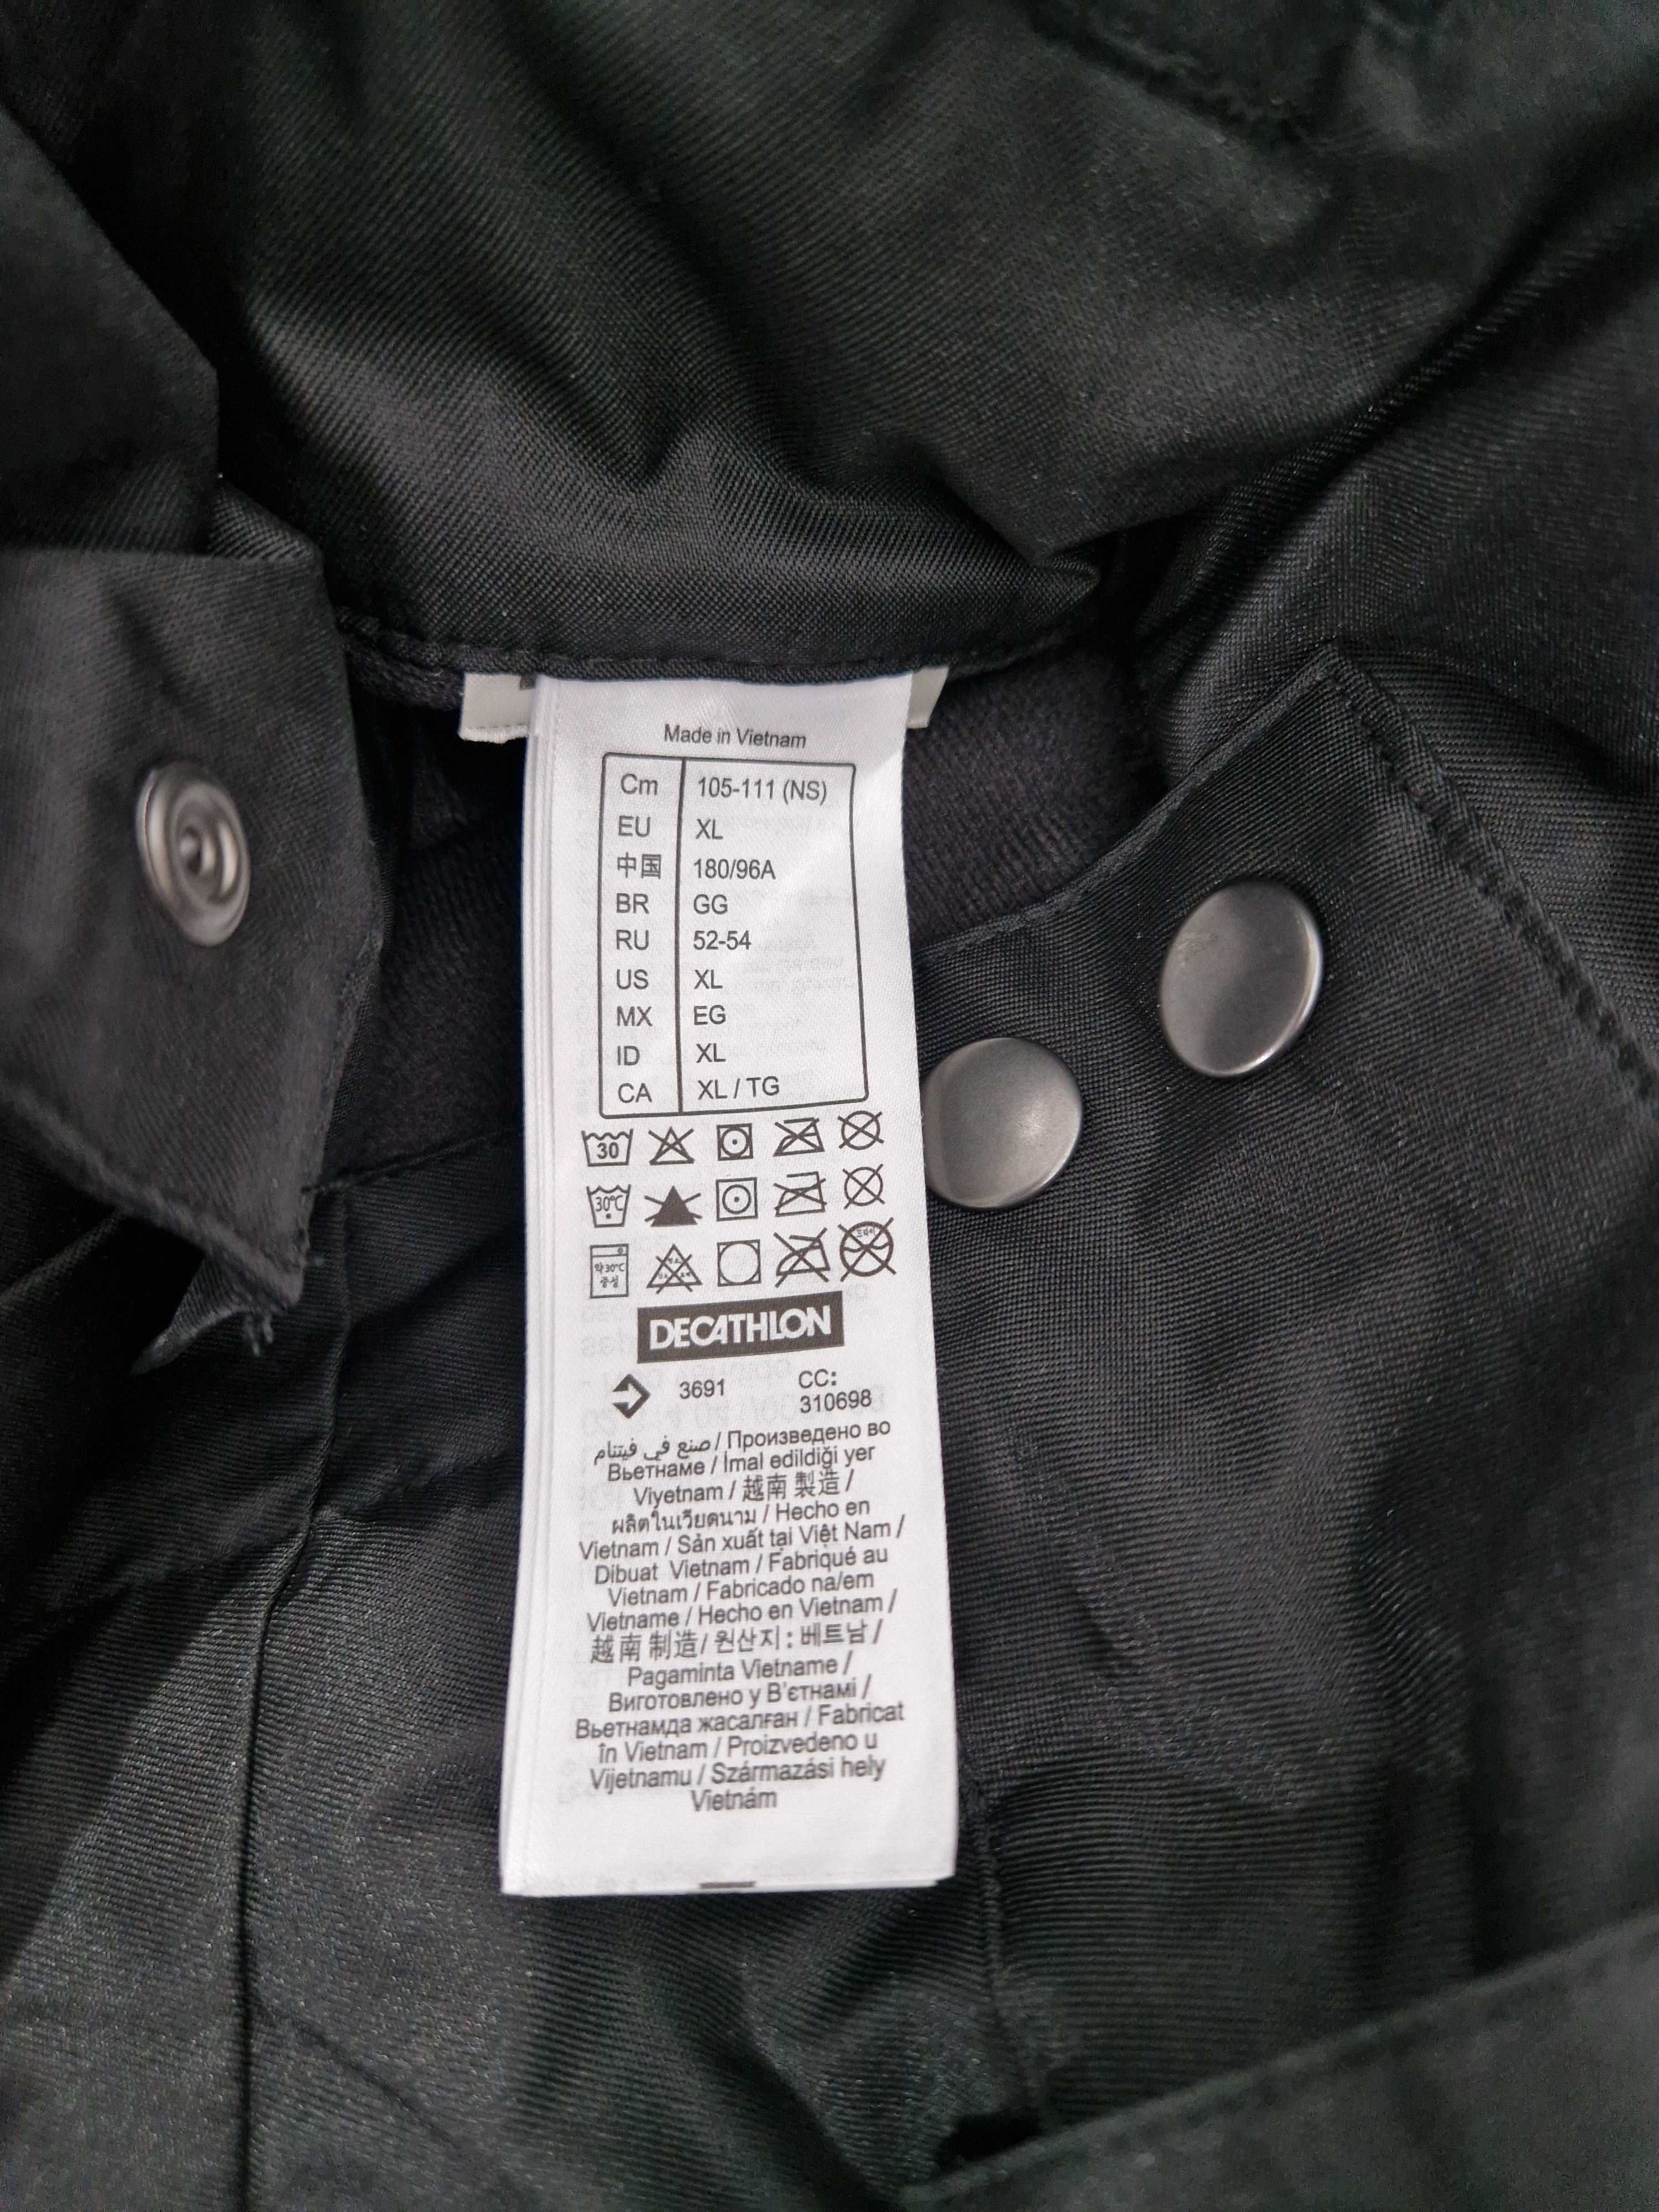 Made in Vietnam
Cm 105-111 (NS)
EU XL
中国 180/96A
BR GG
RU 52-54
US XL
MX EG
ID XL
CA XL / TG
30
30°C
약30°C
중성
DECATHLON
3691 CC:
310698
صنع في فيتنام / Произведено во
Вьетнаме / İmal edildiği yer
Viyetnam / 越南 製造 /
ผลิตในเวียดนาม / Hecho en
Vietnam / Sản xuất tại Việt Nam /
Dibuat Vietnam / Fabriqué au
Vietnam / Fabricado na/em
Vietname / Hecho en Vietnam /
越南 制造/ 원산지 : 베트남 /
Pagaminta Vietname /
Виготовлено у В'єтнамі /
Вьетнамда жасалған / Fabricat
în Vietnam / Proizvedeno u
Vijetnamu / Származási hely
Vietnám